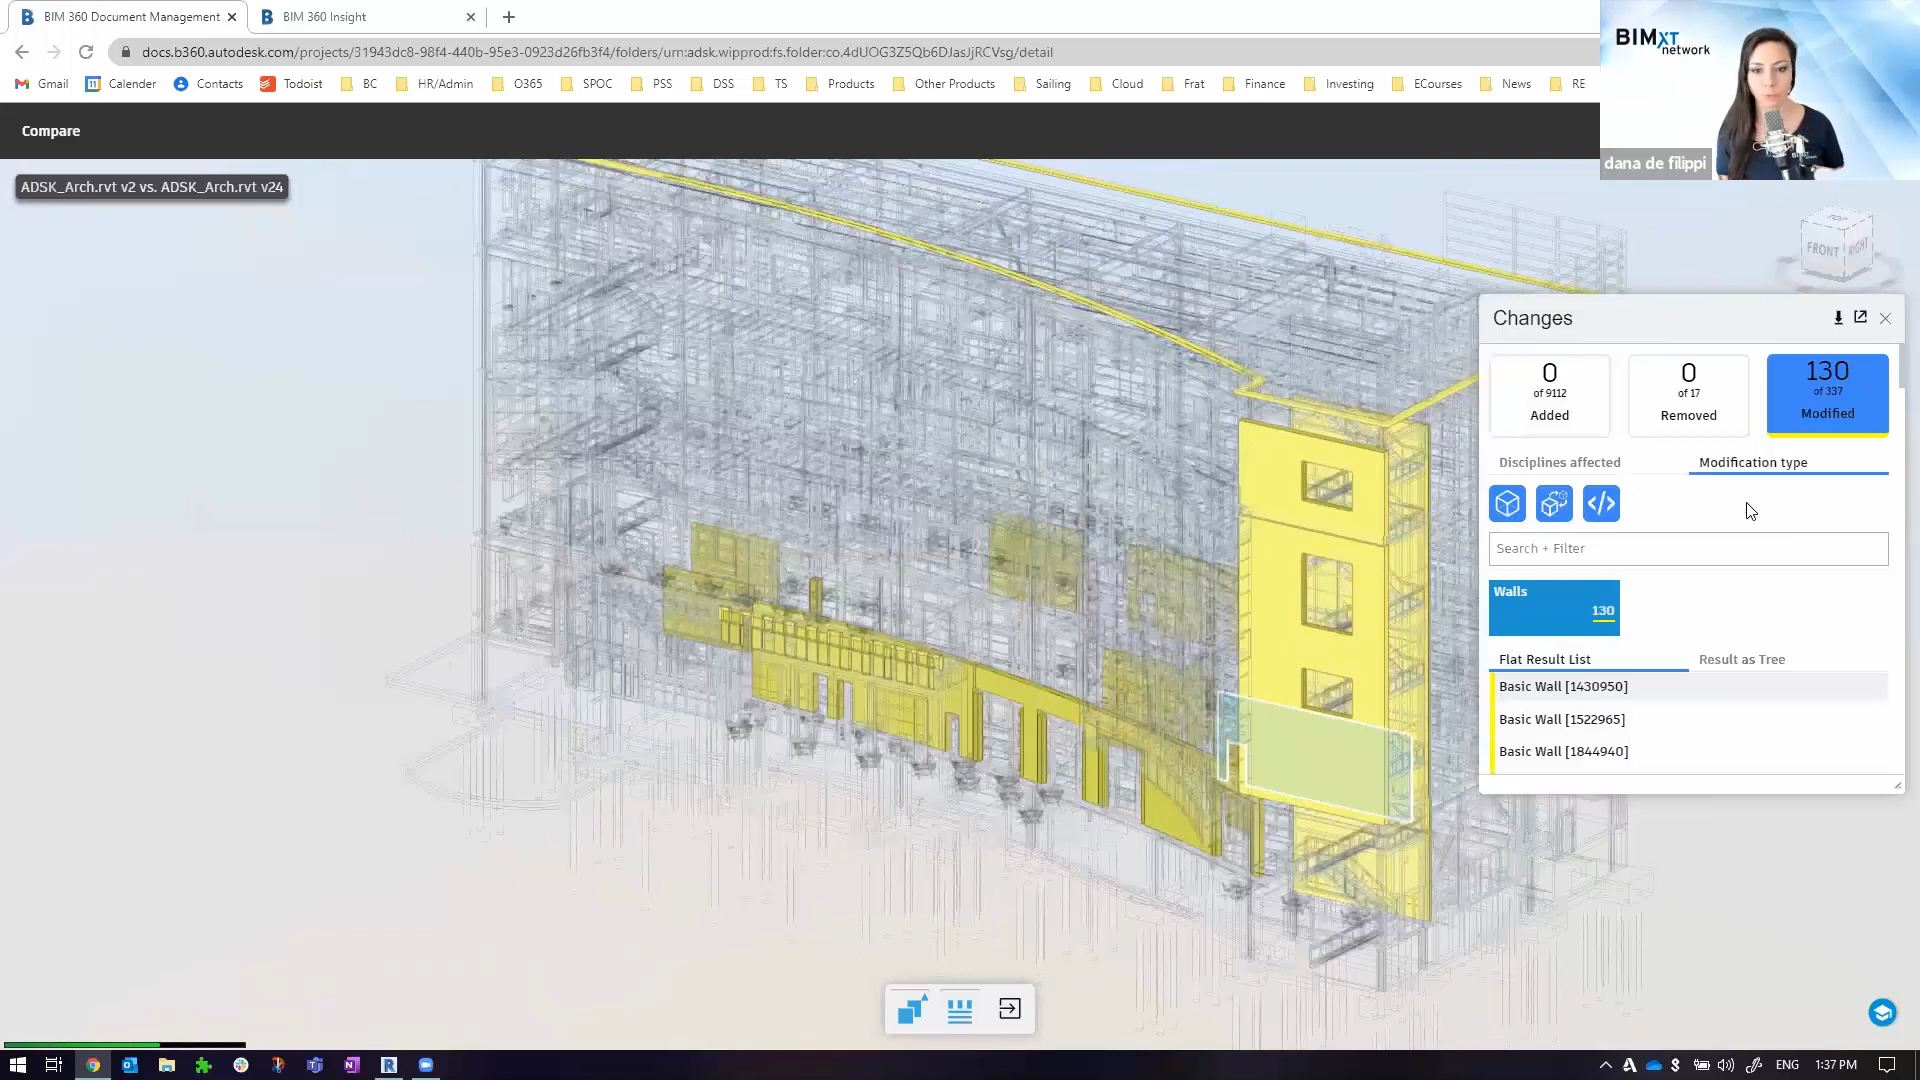 BIM 360 Document Management
BIM 360 Insight
docs.b360.autodesk.com/projects/31943dc8-98f4-440b-95e3-0923d26fb3f4/folders/urn:adsk.wipprod:fs.folder:co.4dUOG3Z5Qb6DJasJjRCVsg/detail
Gmail Calender Contacts Todoist BC HR/Admin O365 SPOC PSS DSS TS Products Other Products Sailing Cloud Frat Finance Investing ECourses News RE
BIMXT
network
dana de filippi
Compare
ADSK_Arch.rvt v2 vs. ADSK_Arch.rvt v24
TOP
FRONT RIGHT
Changes
0 0 130
of 9112 of 17 of 337
Added Removed Modified
Disciplines affected Modification type
Search + Filter
Walls
130
Flat Result List Result as Tree
Basic Wall [1430950]
Basic Wall [1522965]
Basic Wall [1844940]
ENG 1:37 PM